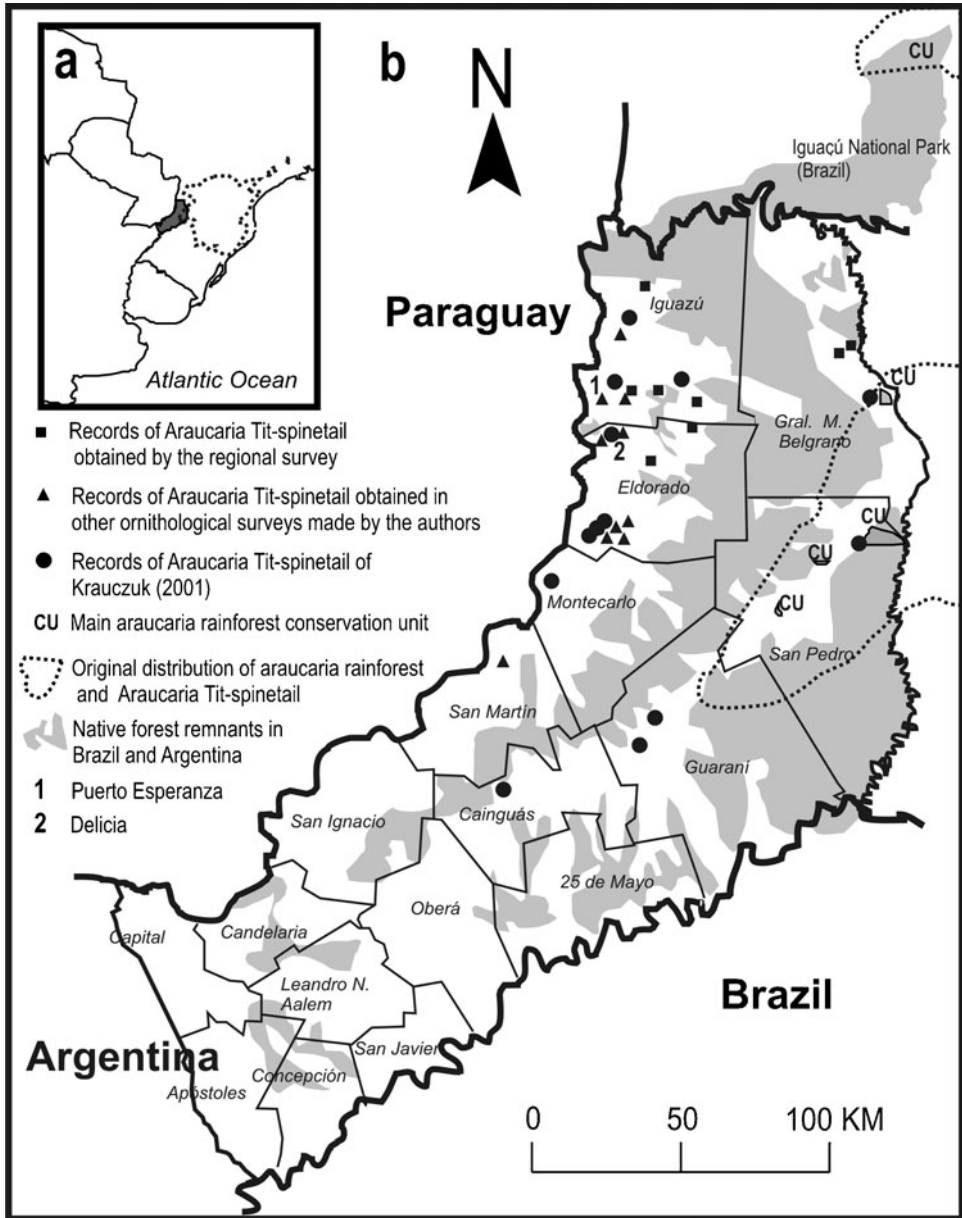 a
b
N
CU
Iguaçú National Park
(Brazil)
Atlantic Ocean
Paraguay
Iguazú
1
CU
Gral. M.
Belgrano
2
Eldorado
CU
CU
CU
Montecarlo
San Pedro
San Martín
Guaraní
Cainguás
San Ignacio
25 de Mayo
Oberá
Candelaria
Capital
Leandro N.
Aalem
Brazil
San Javier
Argentina
Concepción
Apóstoles
Records of Araucaria Tit-spinetail
obtained by the regional survey
Records of Araucaria Tit-spinetail obtained in
other ornithological surveys made by the authors
Records of Araucaria Tit-spinetail of
Krauczuk (2001)
CU Main araucaria rainforest conservation unit
Original distribution of araucaria rainforest
and Araucaria Tit-spinetail
Native forest remnants in
Brazil and Argentina
1 Puerto Esperanza
2 Delicia
0 50 100 KM